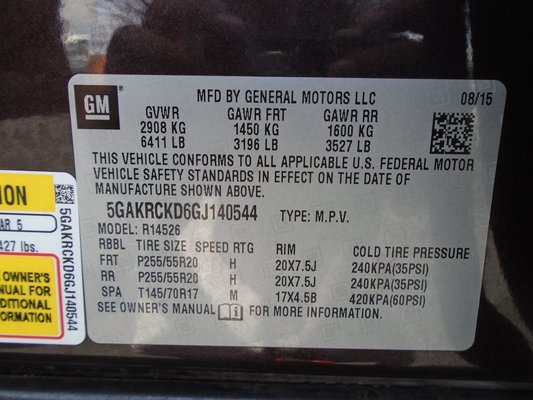 GM
MFD BY GENERAL MOTORS LLC 08/15
GVWR GAWR FRT GAWR RR
2908 KG 1450 KG 1600 KG
6411 LB 3196 LB 3527 LB
THIS VEHICLE CONFORMS TO ALL APPLICABLE U.S. FEDERAL MOTOR
VEHICLE SAFETY STANDARDS IN EFFECT ON THE DATE OF
MANUFACTURE SHOWN ABOVE.
5GAKRCKD6GJ140544 TYPE: M.P.V.
MODEL: R14526
RBBL TIRE SIZE SPEED RTG RIM COLD TIRE PRESSURE
FRT P255/55R20 H 20X7.5J 240KPA(35PSI)
RR P255/55R20 H 20X7.5J 240KPA(35PSI)
SPA T145/70R17 M 17X4.5B 420KPA(60PSI)
SEE OWNER'S MANUAL FOR MORE INFORMATION
ION
AR 5
427 lbs.
OWNER'S
UAL FOR
DITIONAL
ORMATION
5GAKRCKD6GJ140544